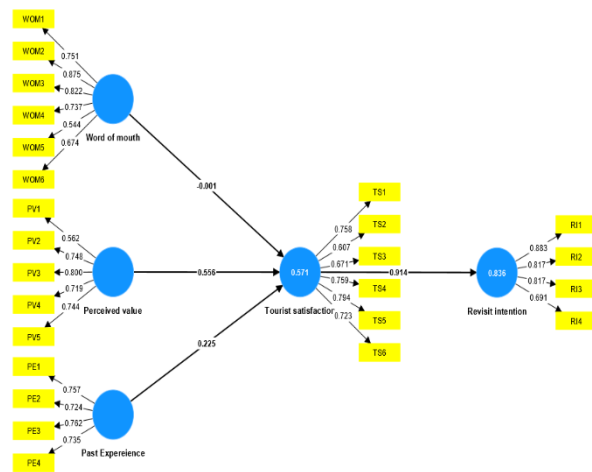 WOM1
WOM2
WOM3
WOM4
WOM5
WOM6
0.751
0.875
0.822
0.737
0.544
0.674
Word of mouth
-0.001
PV1
PV2
PV3
PV4
PV5
0.562
0.748
0.800
0.719
0.744
Perceived value
0.556
PE1
PE2
PE3
PE4
0.757
0.724
0.762
0.735
Past Expereience
0.225
0.571
Tourist satisfactior
TS1
TS2
TS3
TS4
TS5
TS6
0.758
0.607
0.671
0.759
0.794
0.723
0.914
0.836
Revisit intention
RI1
RI2
RI3
RI4
0.883
0.817
0.817
0.691